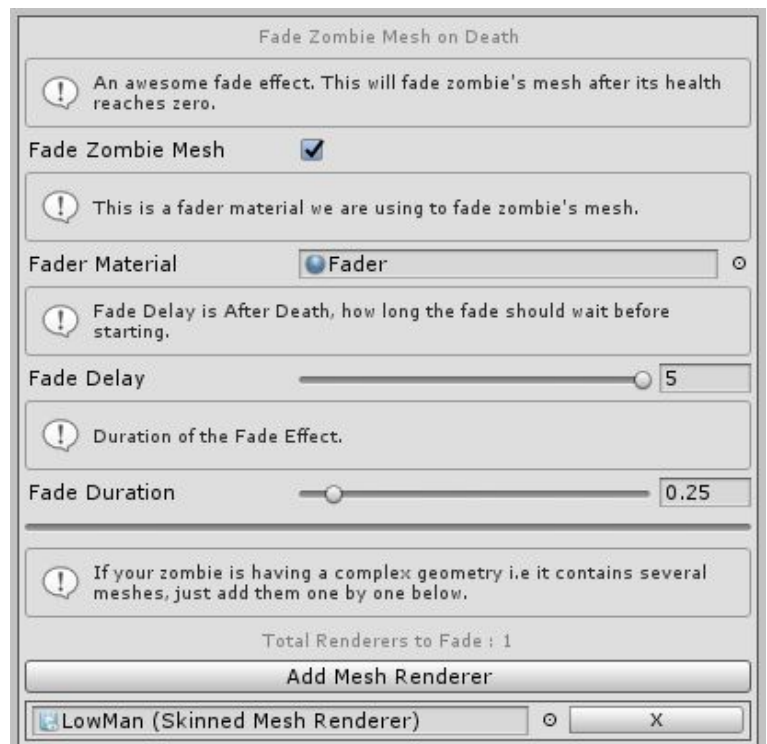 Fade Zombie Mesh on Death
An awesome fade effect. This will fade zombie's mesh after its health
reaches zero.
Fade Zombie Mesh
This is a fader material we are using to fade zombie's mesh.
Fader Material Fader
Fade Delay is After Death, how long the fade should wait before
starting.
Fade Delay 5
Duration of the Fade Effect.
Fade Duration 0.25
If your zombie is having a complex geometry i.e it contains several
meshes, just add them one by one below.
Total Renderers to Fade : 1
Add Mesh Renderer
LowMan (Skinned Mesh Renderer) X